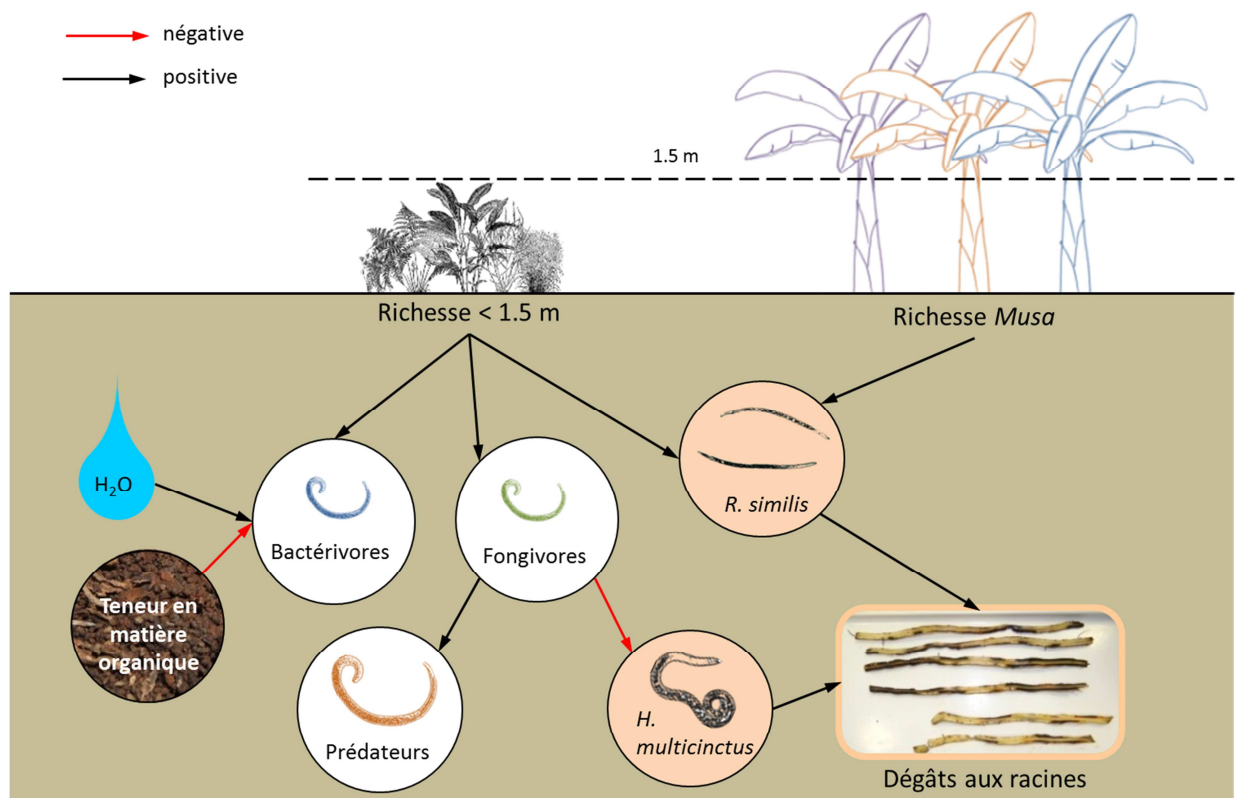 négative
positive
1.5 m
Richesse < 1.5 m
Richesse Musa
H₂O
Bactérivores
Fongivores
R. similis
Teneur en
matière
organique
Prédateurs
H.
multicinctus
Dégâts aux racines